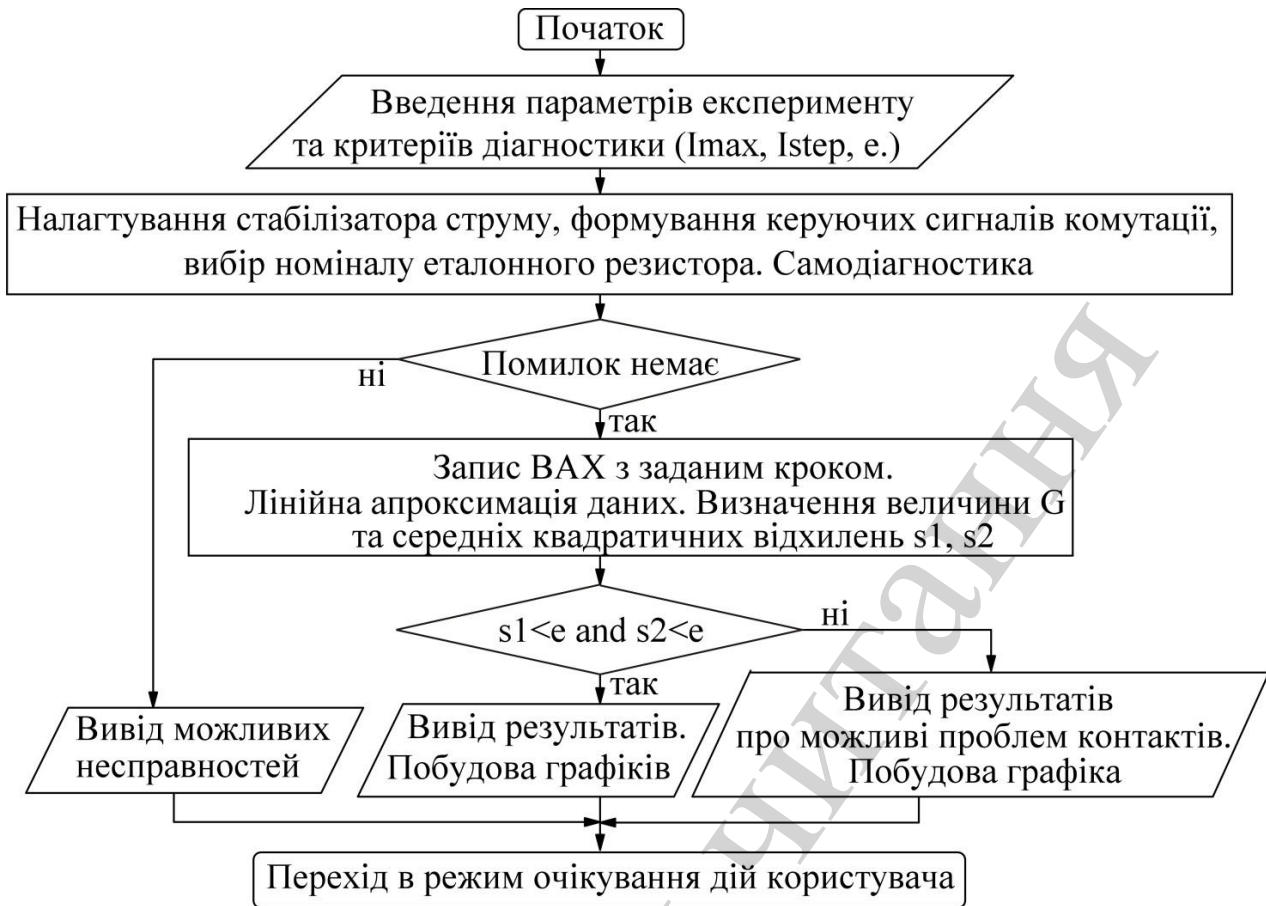 Початок
Введення параметрів експерименту
та критеріїв діагностики (Imax, Istep, e.)
Налагтування стабілізатора струму, формування керуючих сигналів комутації,
вибір номіналу еталонного резистора. Самодіагностика
Помилок немає
ні
так
Запис ВАХ з заданим кроком.
Лінійна апроксимація даних. Визначення величини G
та середніх квадратичних відхилень s1, s2
s1<e and s2<e
ні
так
Вивід можливих
несправностей
Вивід результатів.
Побудова графіків
Вивід результатів
про можливі проблем контактів.
Побудова графіка
Перехід в режим очікування дій користувача
читання